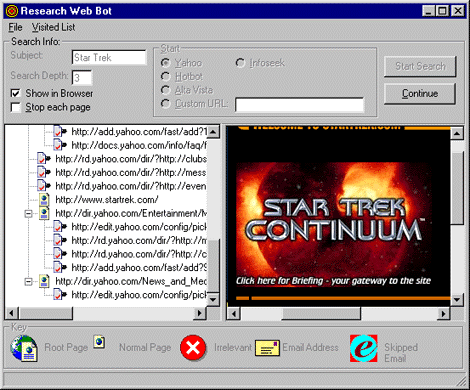 Research Web Bot
File Visited List
Search Info:
Subject: Star Trek
Search Depth: 3
Show in Browser
Stop each page
Start
Yahoo
Infoseek
Hotbot
Alta Vista
Custom URL:
Start Search
Continue
http://add.yahoo.com/fast/add?
http://docs.yahoo.com/info/faq/
http://rd.yahoo.com/dir/?http://clubs
http://rd.yahoo.com/dir/?http://mess
http://rd.yahoo.com/dir/?http://even
http://www.startrek.com/
http://dir.yahoo.com/Entertainment/M
http://edit.yahoo.com/config/pick
http://rd.yahoo.com/dir/?http://m
http://rd.yahoo.com/dir/?http://c
http://add.yahoo.com/fast/add?9
http://dir.yahoo.com/News_and_Med
http://edit.yahoo.com/config/pick
WELCOME TO STARTREK.COM
STAR TREK
CONTINUUM
Click here for Briefing - your gateway to the site
Key
Root Page
Normal Page
Irrelevant
Email Address
Skipped
Email